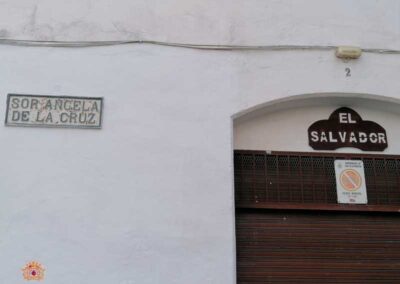 SOR ANGELA
DE LA CRUZ
2
EL
SALVADOR